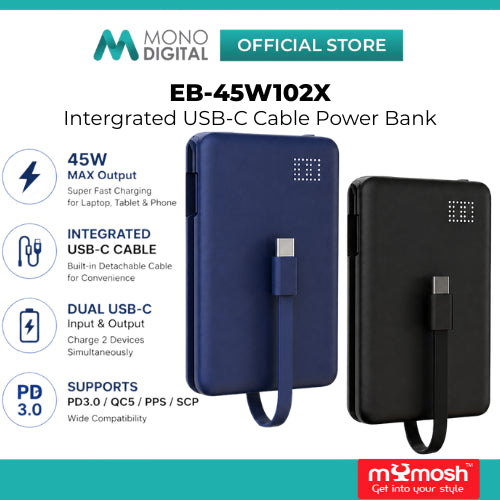 MONO
DIGITAL
OFFICIAL STORE
EB-45W102X
Intergrated USB-C Cable Power Bank
45W
MAX Output
Super Fast Charging
for Laptop, Tablet & Phone
INTEGRATED
USB-C CABLE
Built-in Detachable Cable
for Convenience
DUAL USB-C
Input & Output
Charge 2 Devices
Simultaneously
PD
3.0
SUPPORTS
PD3.0 / QC5 / PPS / SCP
Wide Compatibility
mymosh™
Get into your style